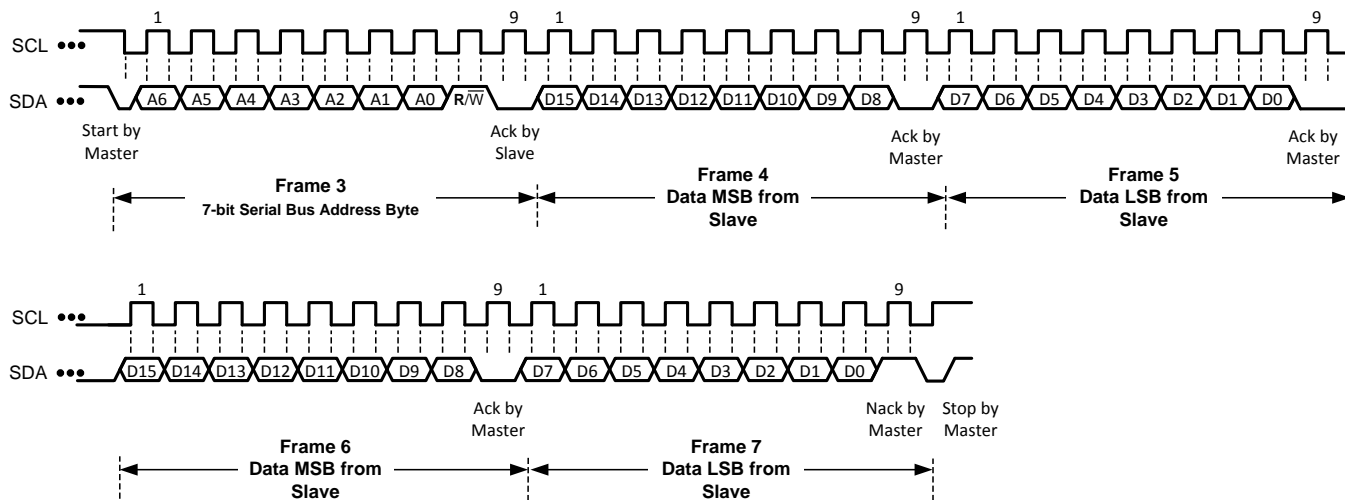 1 9 1 9 1 9
SCL •••
SDA ••• A6 A5 A4 A3 A2 A1 A0 R/W̅ D15 D14 D13 D12 D11 D10 D9 D8 D7 D6 D5 D4 D3 D2 D1 D0
Start by
Master
Ack by
Slave
Ack by
Master
Ack by
Master
Frame 3
7-bit Serial Bus Address Byte
Frame 4
Data MSB from
Slave
Frame 5
Data LSB from
Slave
1 9 1 9
SCL •••
SDA ••• D15 D14 D13 D12 D11 D10 D9 D8 D7 D6 D5 D4 D3 D2 D1 D0
Ack by
Master
Nack by
Master
Stop by
Master
Frame 6
Data MSB from
Slave
Frame 7
Data LSB from
Slave